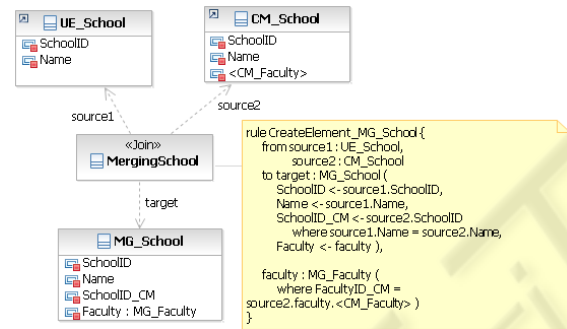 UE_School
SchoolID
Name
CM_School
SchoolID
Name
<CM_Faculty>
source1
source2
«Join»
MergingSchool
target
MG_School
SchoolID
Name
SchoolID_CM
Faculty : MG_Faculty
rule CreateElement_MG_School {
from source1 : UE_School,
source2 : CM_School
to target : MG_School (
SchoolID <- source1.SchoolID,
Name <- source1.Name,
SchoolID_CM <- source2.SchoolID
where source1.Name = source2.Name,
Faculty <- faculty ),
faculty : MG_Faculty (
where FacultyID_CM =
source2.faculty.<CM_Faculty> )
}